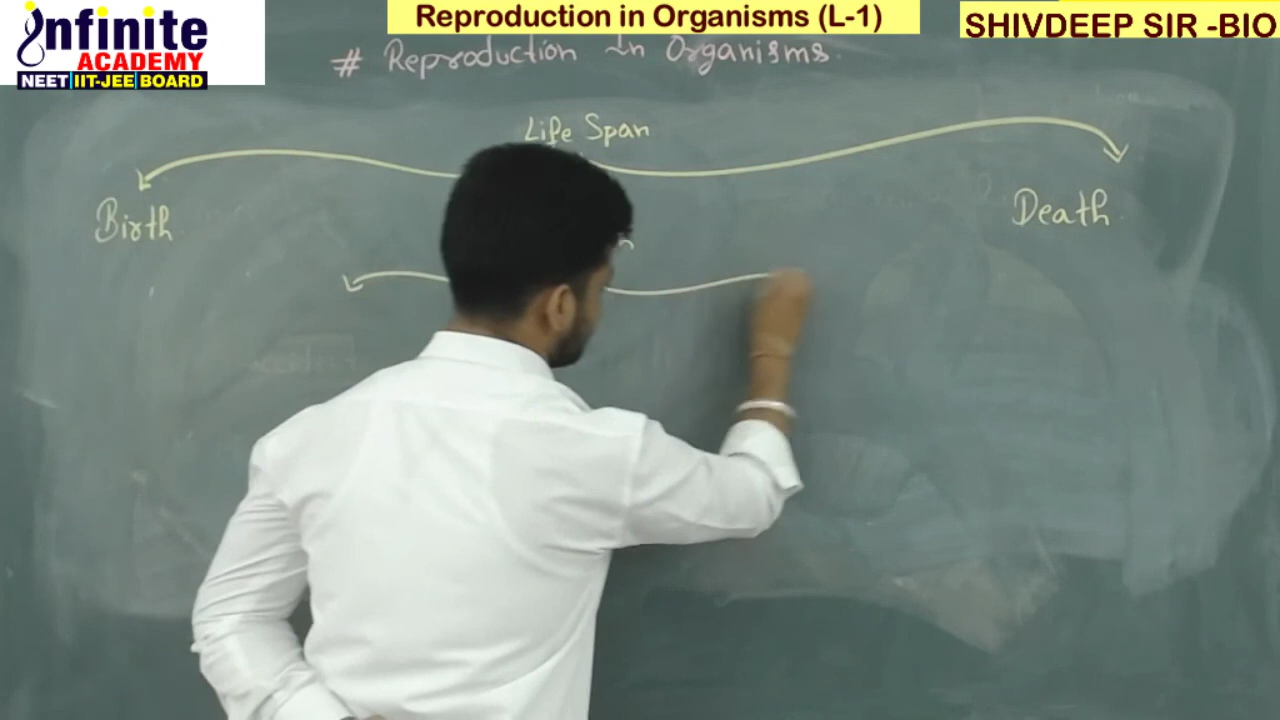 infinite
ACADEMY
NEET IIT-JEE BOARD
Reproduction in Organisms (L-1)
SHIVDEEP SIR -BIO
# Reproduction in Organisms.
Life Span
Birth
Death